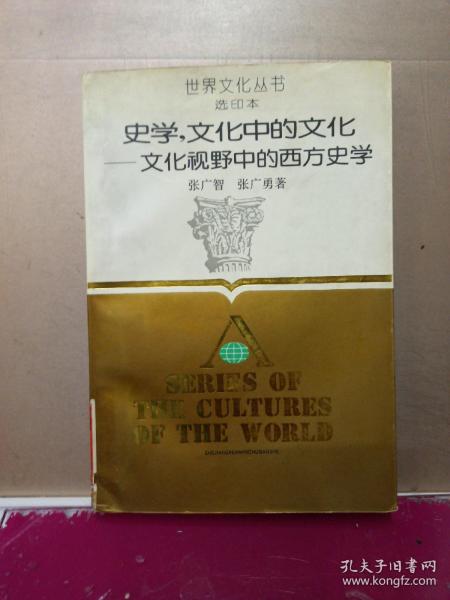 世界文化丛书
选印本
史学,文化中的文化
—文化视野中的西方史学
张广智 张广勇著
A
SERIES OF
THE CULTURES
OF THE WORLD
ZHEJIANGRENMINCHUBANSHE
孔夫子旧书网
www.kongfz.com